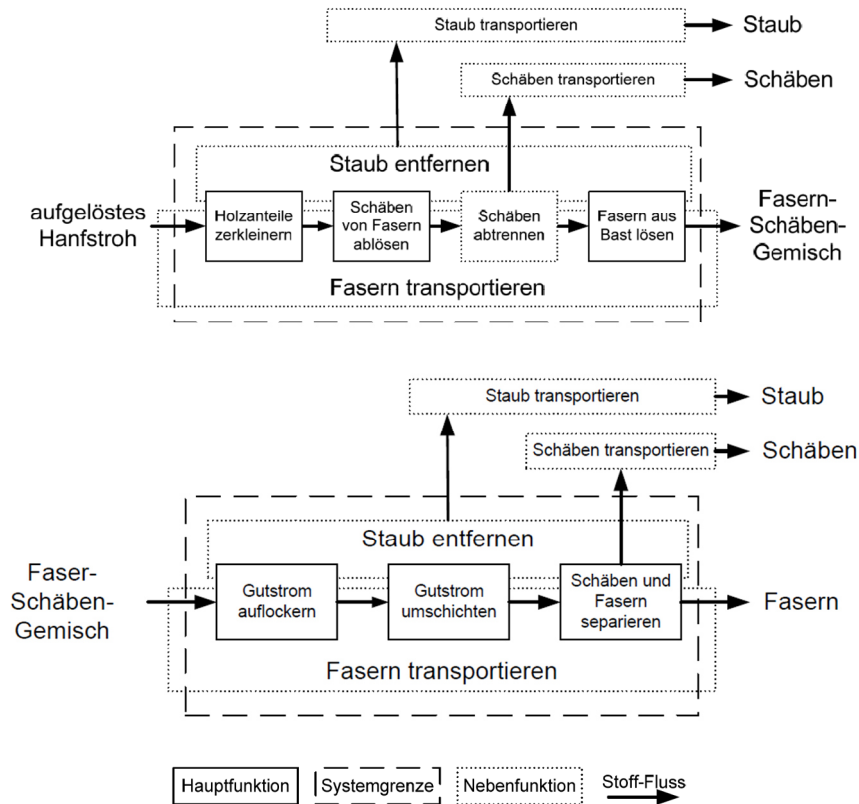 Staub transportieren
Staub
Schäben transportieren
Schäben
Staub entfernen
aufgelöstes
Hanfstroh
Holzanteile
zerkleinern
Schäben
von Fasern
ablösen
Schäben
abtrennen
Fasern aus
Bast lösen
Fasern-
Schäben-
Gemisch
Fasern transportieren
Staub transportieren
Staub
Schäben transportieren
Schäben
Staub entfernen
Faser-
Schäben-
Gemisch
Gutstrom
auflockern
Gutstrom
umschichten
Schäben und
Fasern
separieren
Fasern
Fasern transportieren
Hauptfunktion
Systemgrenze
Nebenfunktion
Stoff-Fluss